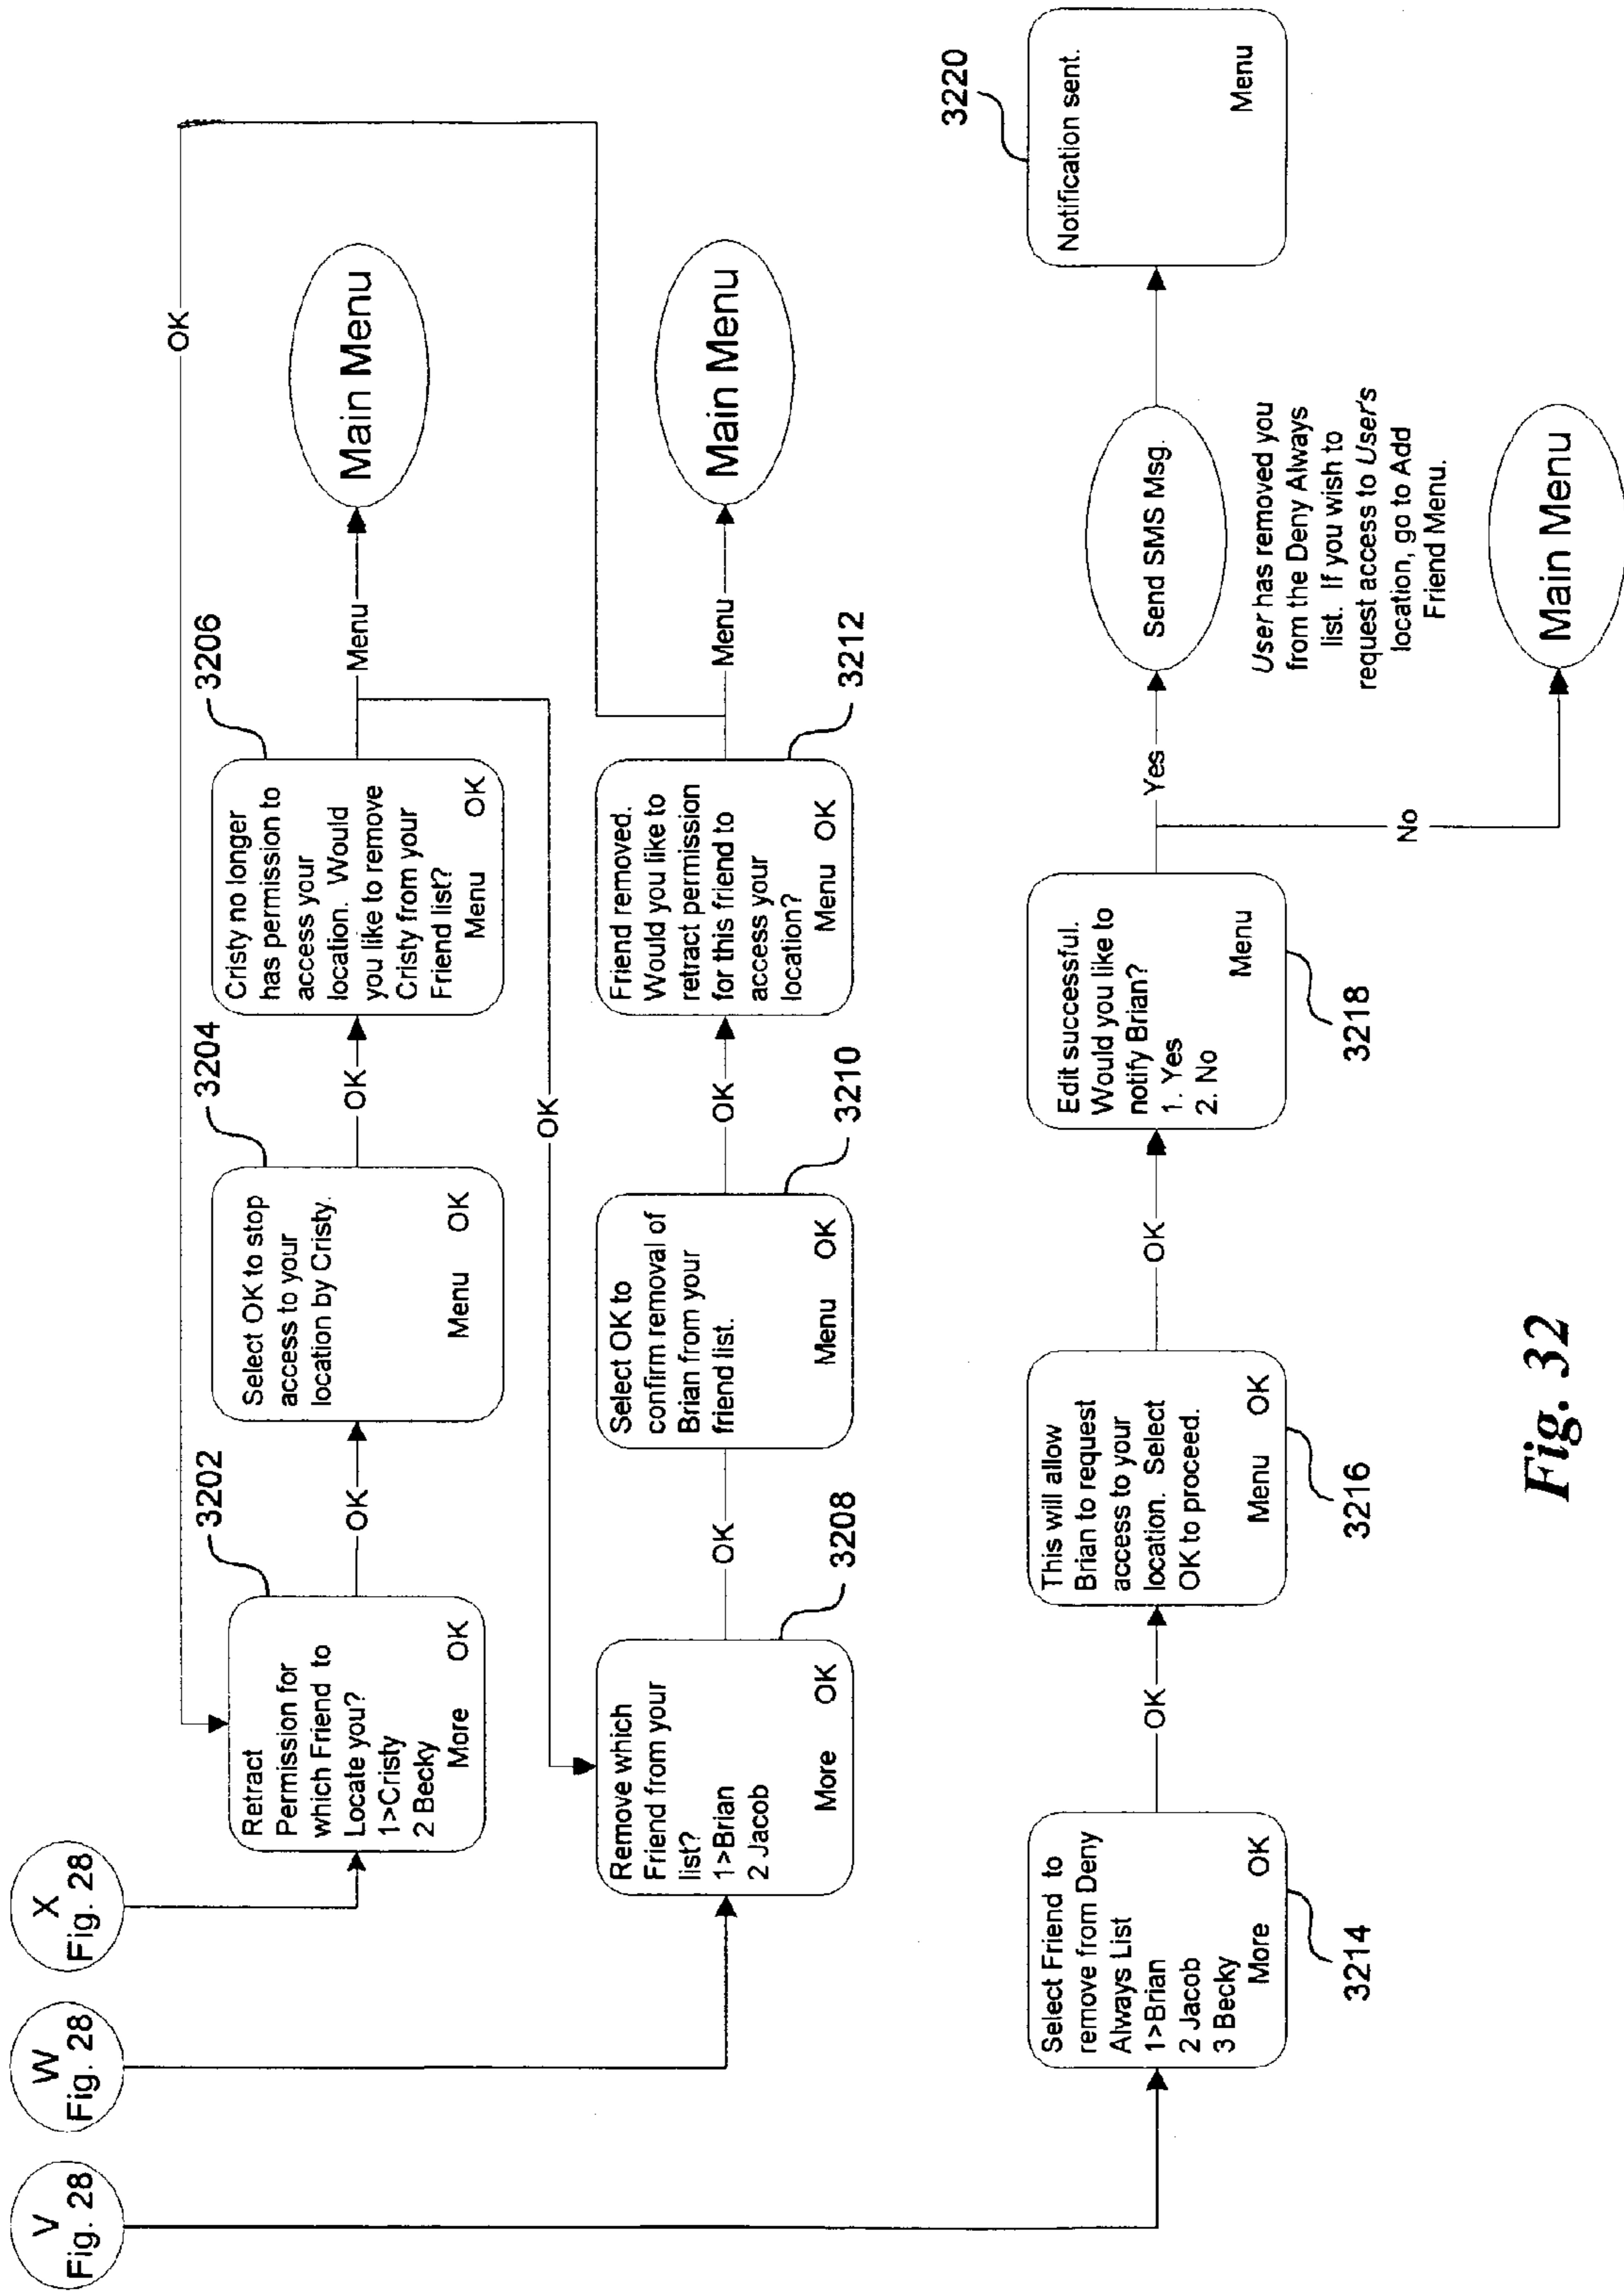 V
Fig. 28
W
Fig. 28
X
Fig. 28
OK
3202
Retract
Permission for
which Friend to
Locate you?
1>Cristy
2 Becky
More OK
OK
3204
Select OK to stop
access to your
location by Cristy.
Menu OK
OK
3206
Cristy no longer
has permission to
access your
location. Would
you like to remove
Cristy from your
Friend list?
Menu OK
Menu
Main Menu
OK
Remove which
Friend from your
list?
1>Brian
2 Jacob
More OK
3208
OK
Select OK to
confirm removal of
Brian from your
friend list.
Menu OK
3210
OK
Friend removed.
Would you like to
retract permission
for this friend to
access your
location?
Menu OK
3212
Menu
Main Menu
Select Friend to
remove from Deny
Always List
1>Brian
2 Jacob
3 Becky
More OK
3214
OK
This will allow
Brian to request
access to your
location. Select
OK to proceed.
Menu OK
3216
OK
Edit successful.
Would you like to
notify Brian?
1. Yes
2. No
Menu
3218
Yes
Send SMS Msg.
User has removed you
from the Deny Always
list. If you wish to
request access to User's
location, go to Add
Friend Menu.
3220
Notification sent.
Menu
No
Main Menu
Fig. 32